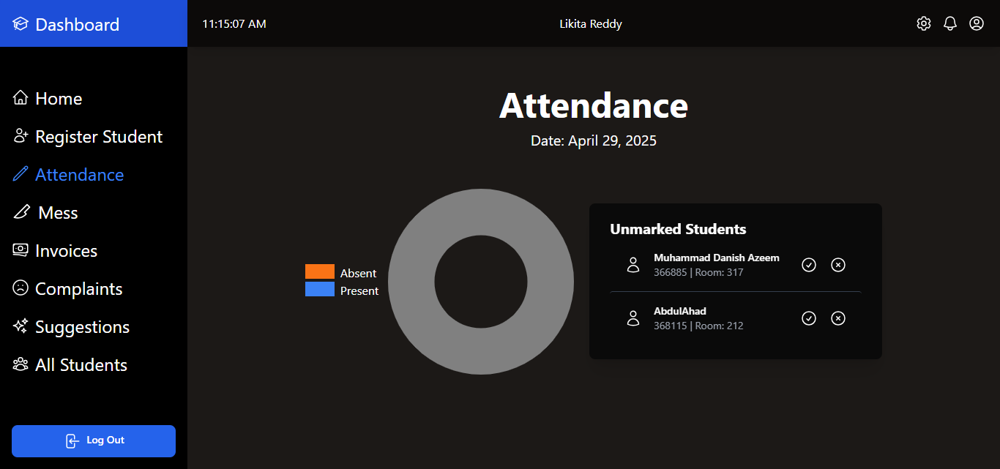 Dashboard
11:15:07 AM
Likita Reddy
Home
Register Student
Attendance
Mess
Invoices
Complaints
Suggestions
All Students
Log Out
Attendance
Date: April 29, 2025
Absent
Present
Unmarked Students
Muhammad Danish Azeem
366885 | Room: 317
AbdulAhad
368115 | Room: 212